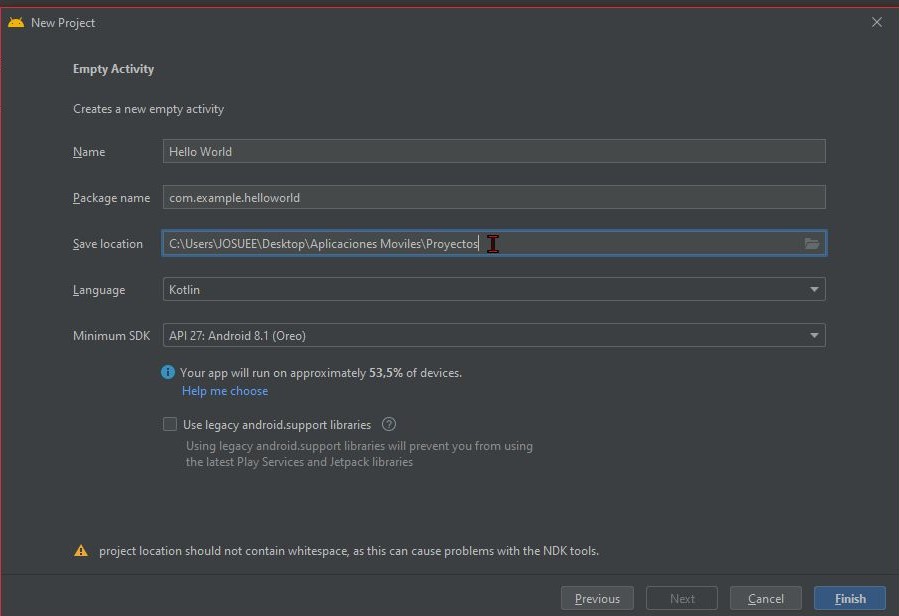 New Project
Empty Activity
Creates a new empty activity
Name Hello World
Package name com.example.helloworld
Save location C:\Users\JOSUEE\Desktop\Aplicaciones Moviles\Proyectos
Language Kotlin
Minimum SDK API 27: Android 8.1 (Oreo)
i Your app will run on approximately 53,5% of devices.
Help me choose
Use legacy android.support libraries ?
Using legacy android.support libraries will prevent you from using
the latest Play Services and Jetpack libraries
project location should not contain whitespace, as this can cause problems with the NDK tools.
Previous Next Cancel Finish